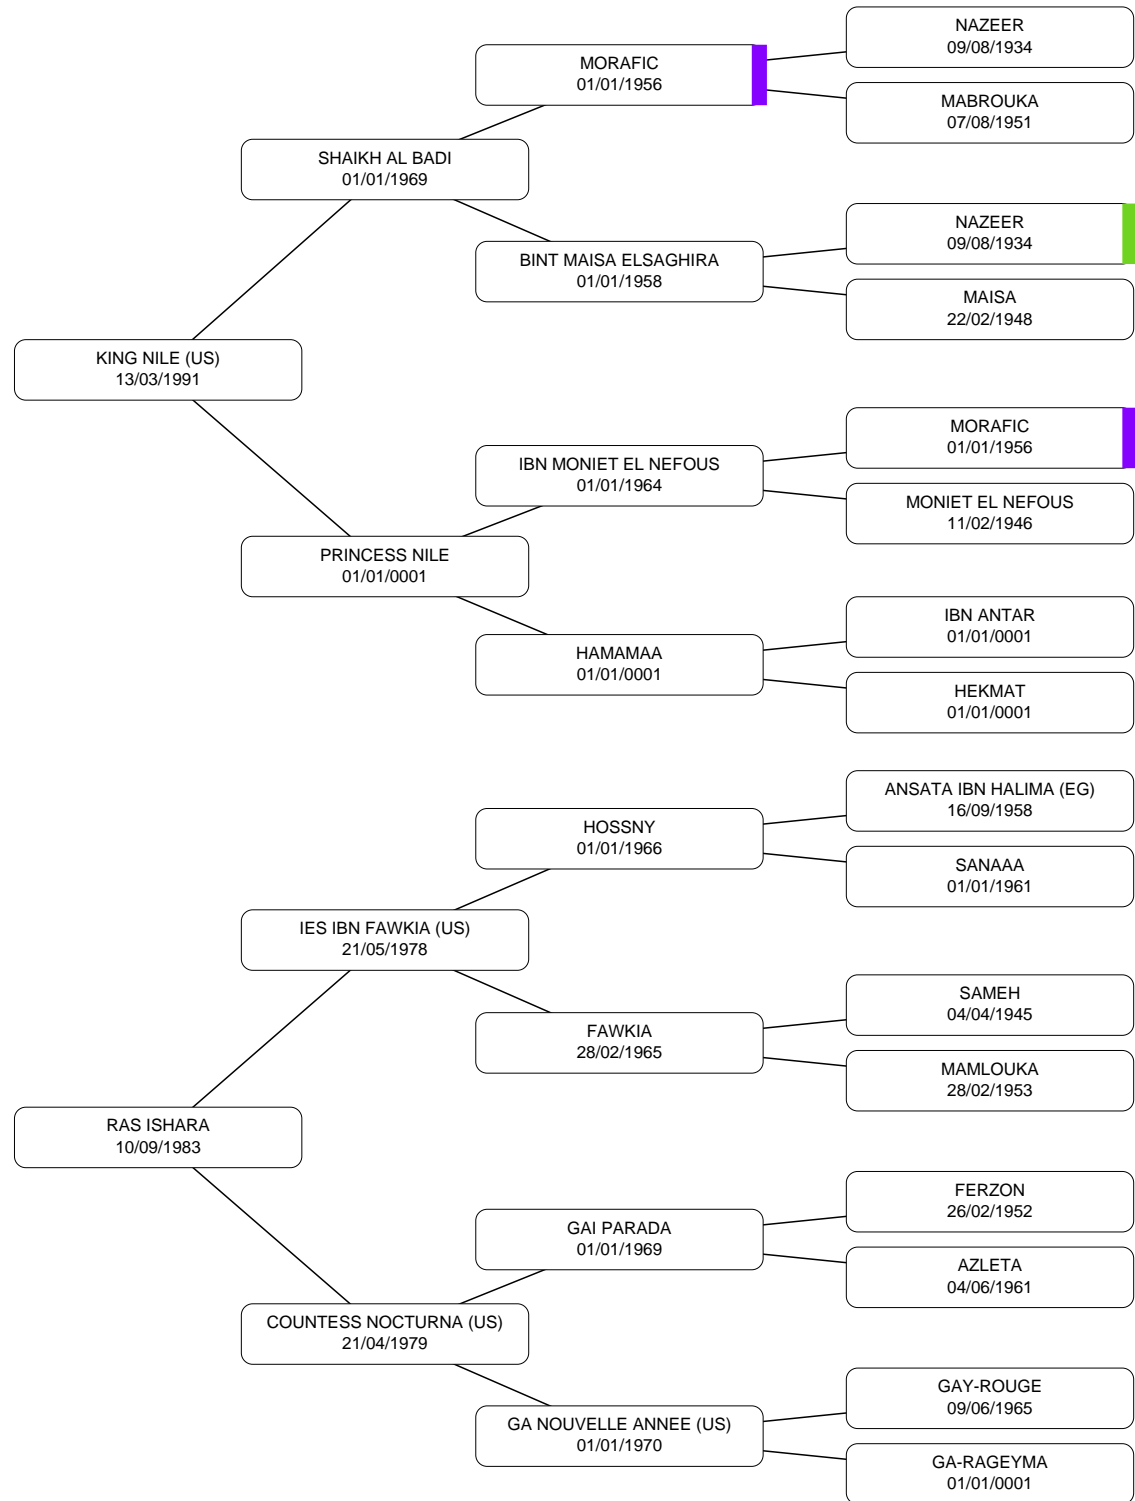 NAZEER
09/08/1934
MORAFIC
01/01/1956
MABROUKA
07/08/1951
SHAIKH AL BADI
01/01/1969
NAZEER
09/08/1934
BINT MAISA ELSAGHIRA
01/01/1958
MAISA
22/02/1948
KING NILE (US)
13/03/1991
MORAFIC
01/01/1956
IBN MONIET EL NEFOUS
01/01/1964
MONIET EL NEFOUS
11/02/1946
PRINCESS NILE
01/01/0001
IBN ANTAR
01/01/0001
HAMAMAA
01/01/0001
HEKMAT
01/01/0001
ANSATA IBN HALIMA (EG)
16/09/1958
HOSSNY
01/01/1966
SANAAA
01/01/1961
IES IBN FAWKIA (US)
21/05/1978
SAMEH
04/04/1945
FAWKIA
28/02/1965
MAMLOUKA
28/02/1953
RAS ISHARA
10/09/1983
FERZON
26/02/1952
GAI PARADA
01/01/1969
AZLETA
04/06/1961
COUNTESS NOCTURNA (US)
21/04/1979
GAY-ROUGE
09/06/1965
GA NOUVELLE ANNEE (US)
01/01/1970
GA-RAGEYMA
01/01/0001